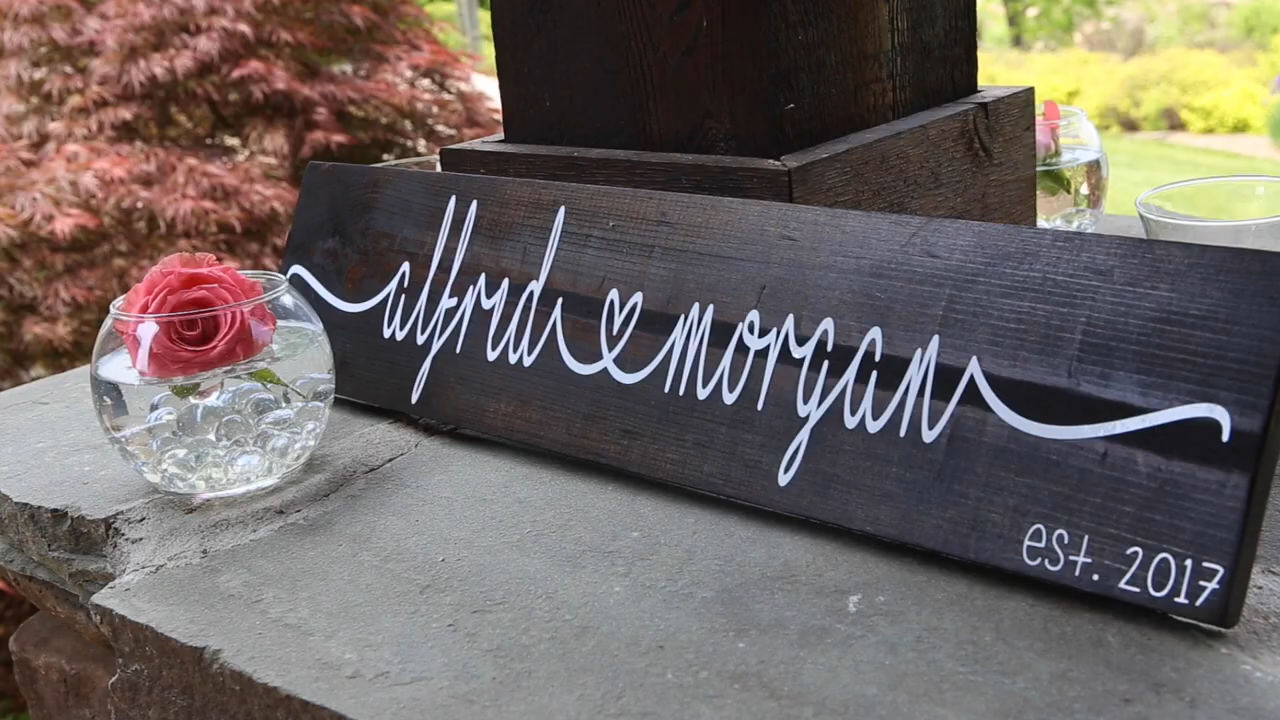 alfred ♡ morgan
est. 2017